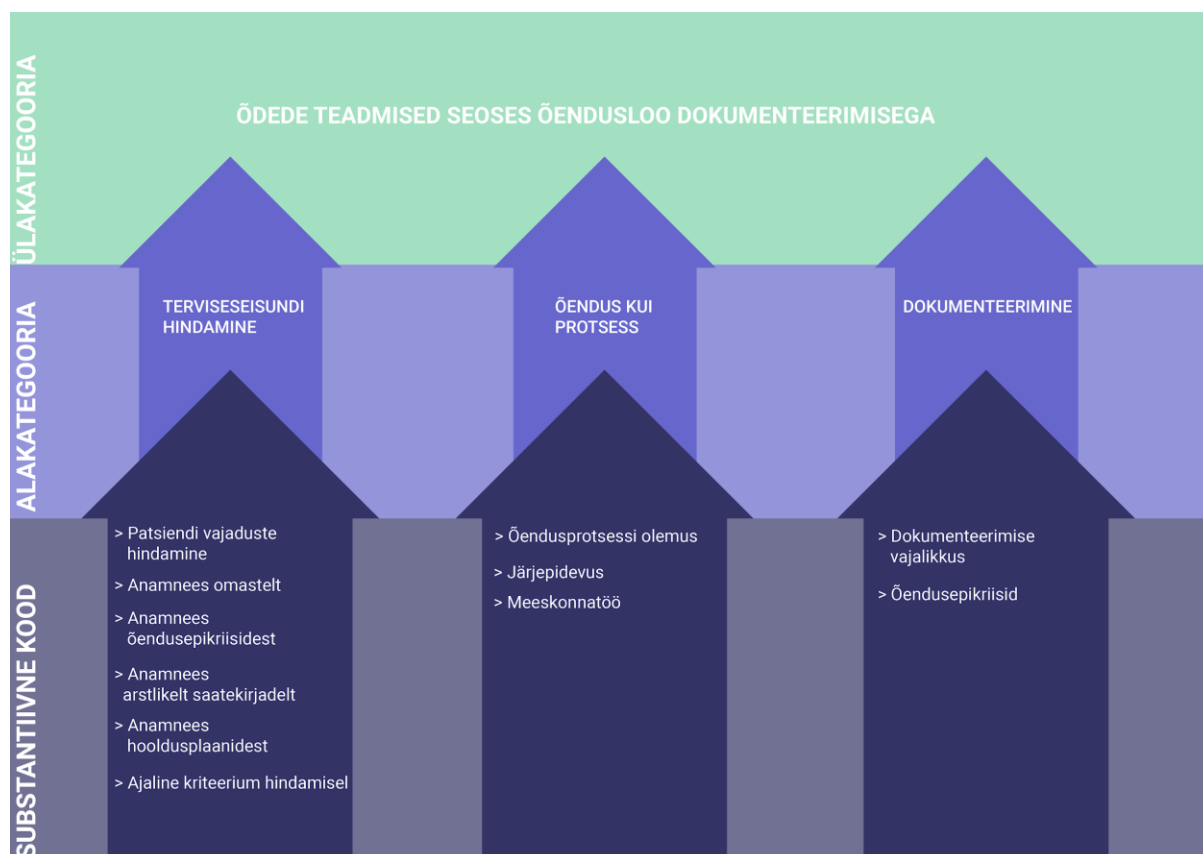 ÜLAKATEGOORIA
ÕDEDE TEADMISED SEOSES ÕENDUSLOO DOKUMENTEERIMISEGA
ALAKATEGOORIA
TERVISESEISUNDI
HINDAMINE
ÕENDUS KUI
PROTSESS
DOKUMENTEERIMINE
SUBSTANTIIVNE KOOD
> Patsiendi vajaduste
hindamine
> Anamnees omastelt
> Anamnees
õendusepikriisidest
> Anamnees
arstlikelt saatekirjadelt
> Anamnees
hooldusplaanidest
> Ajaline kriteerium hindamisel
> Õendusprotsessi olemus
> Järjepidevus
> Meeskonnatöö
> Dokumenteerimise
vajalikkus
> Õendusepikriisid